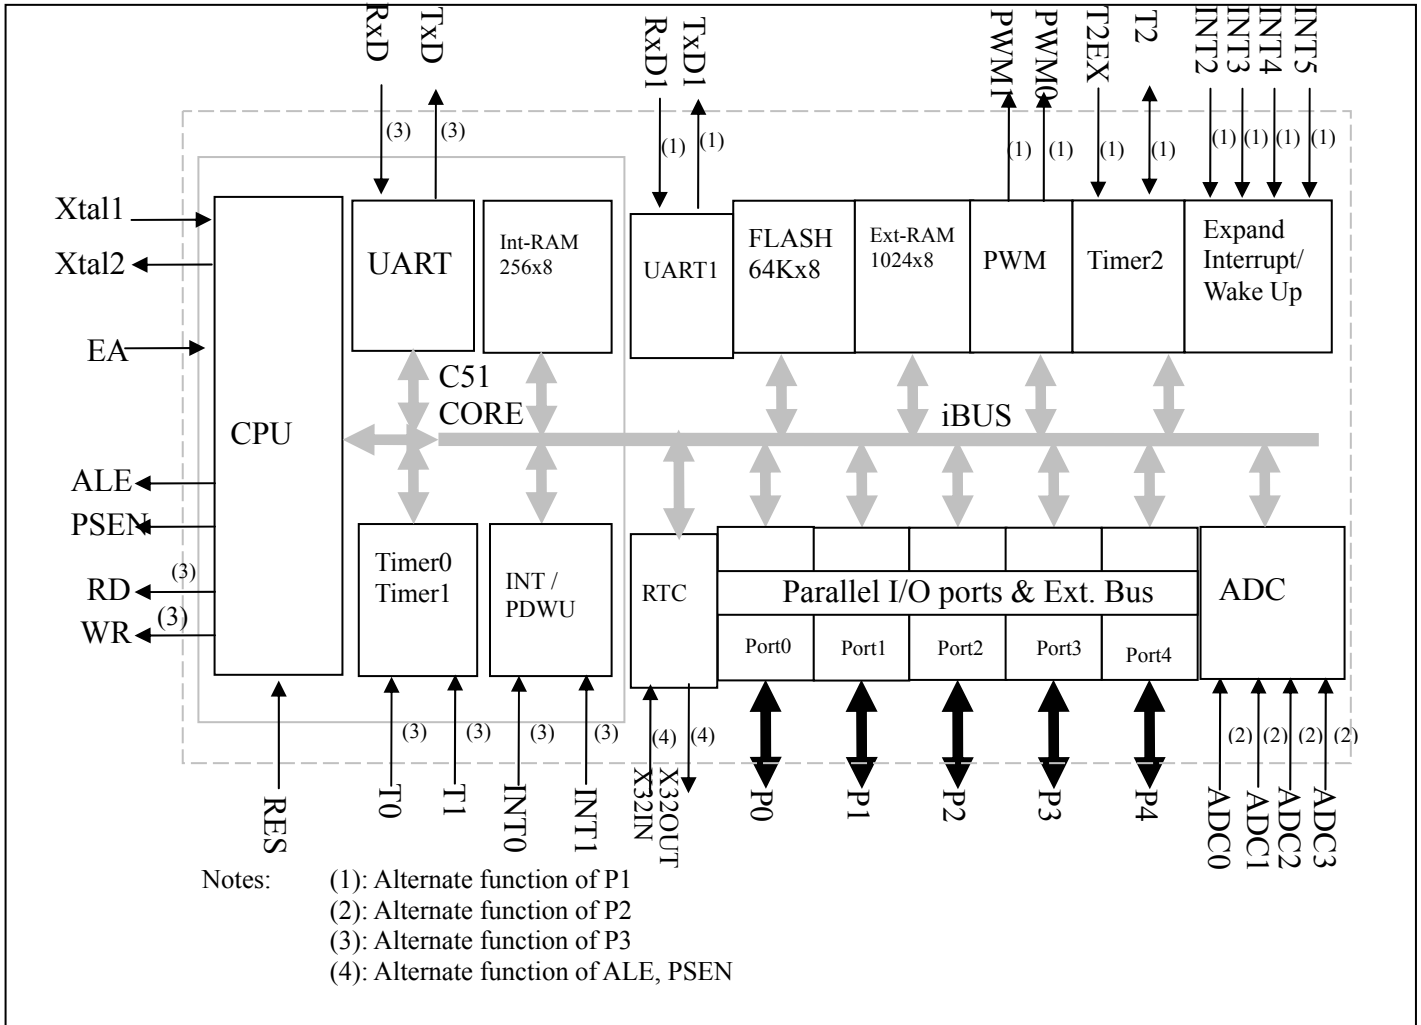 RxD
TxD
RxD1
TxD1
PWM1
PWM0
T2EX
T2
INT2
INT3
INT4
INT5
(3)
(3)
(1)
(1)
(1)
(1)
(1)
(1)
(1)
(1)
(1)
(1)
Xtal1
Xtal2
EA
ALE
PSEN
RD
(3)
WR
(3)
CPU
UART
Int-RAM
256x8
UART1
FLASH
64Kx8
Ext-RAM
1024x8
PWM
Timer2
Expand
Interrupt/
Wake Up
C51
CORE
iBUS
Timer0
Timer1
INT /
PDWU
RTC
Parallel I/O ports & Ext. Bus
Port0
Port1
Port2
Port3
Port4
ADC
(3)
(3)
(3)
(3)
(4)
(4)
(2)
(2)
(2)
(2)
RES
T0
T1
INT0
INT1
X32IN
X32OUT
P0
P1
P2
P3
P4
ADC0
ADC1
ADC2
ADC3
Notes: (1): Alternate function of P1
(2): Alternate function of P2
(3): Alternate function of P3
(4): Alternate function of ALE, PSEN